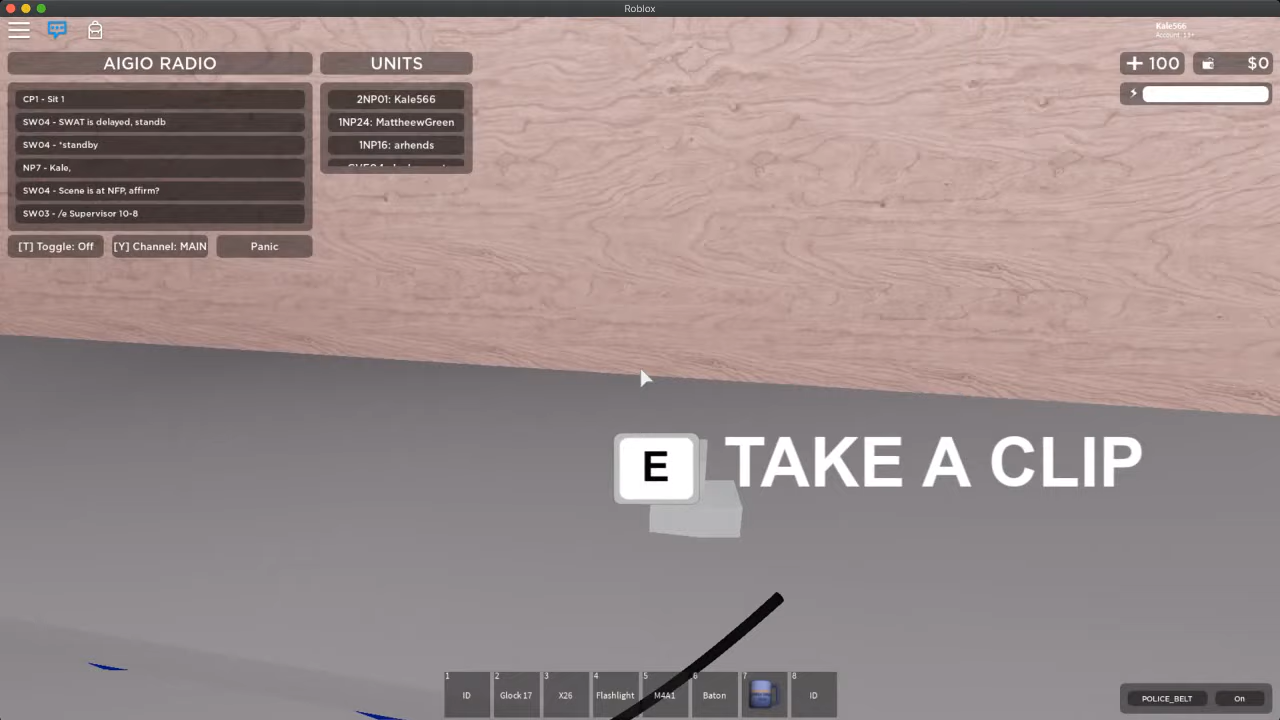 Roblox
Kale566
Account: 13+
AIGIO RADIO
UNITS
100
$0
CP1 - Sit 1
SW04 - SWAT is delayed, standb
SW04 - *standby
NP7 - Kale,
SW04 - Scene is at NFP, affirm?
SW03 - /e Supervisor 10-8
2NP01: Kale566
1NP24: MattheewGreen
1NP16: arhends
[T] Toggle: Off
[Y] Channel: MAIN
Panic
E TAKE A CLIP
1 ID
2 Glock 17
3 X26
4 Flashlight
5 M4A1
6 Baton
7
8 ID
POLICE_BELT
On